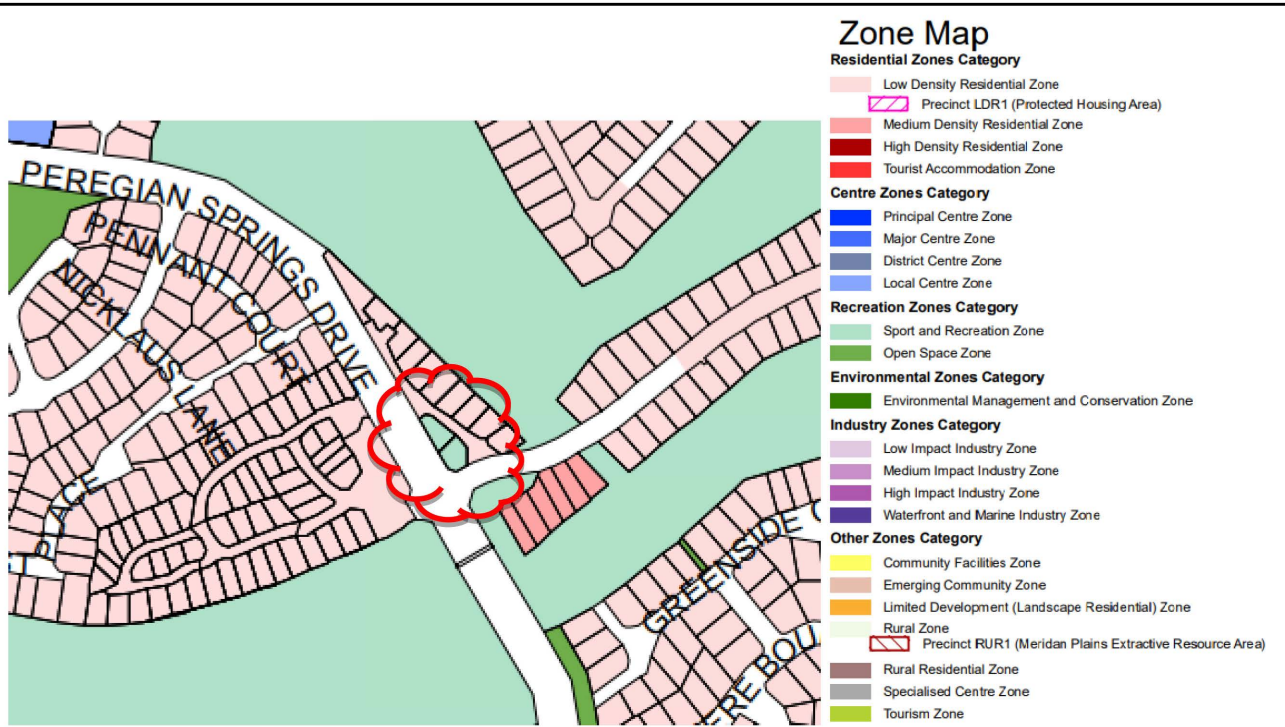 PEREGIAN SPRINGS DRIVE
PENNANT COURT
NICKLAUS LANE
PLACE
GREENSIDE
Zone Map
Residential Zones Category
Low Density Residential Zone
Precinct LDR1 (Protected Housing Area)
Medium Density Residential Zone
High Density Residential Zone
Tourist Accommodation Zone
Centre Zones Category
Principal Centre Zone
Major Centre Zone
District Centre Zone
Local Centre Zone
Recreation Zones Category
Sport and Recreation Zone
Open Space Zone
Environmental Zones Category
Environmental Management and Conservation Zone
Industry Zones Category
Low Impact Industry Zone
Medium Impact Industry Zone
High Impact Industry Zone
Waterfront and Marine Industry Zone
Other Zones Category
Community Facilities Zone
Emerging Community Zone
Limited Development (Landscape Residential) Zone
Rural Zone
Precinct RUR1 (Meridan Plains Extractive Resource Area)
Rural Residential Zone
Specialised Centre Zone
Tourism Zone